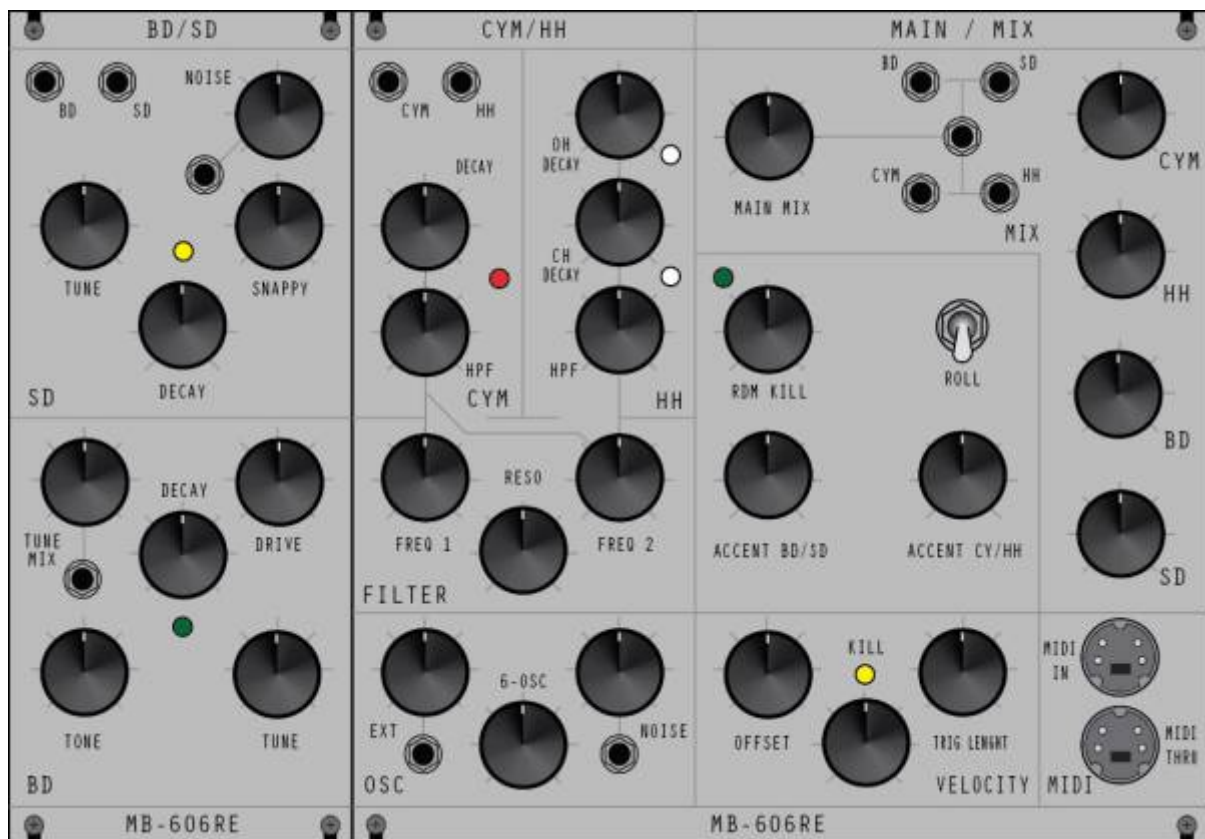 BD/SD
CYM/HH
MAIN / MIX
BD
SD
NOISE
TUNE
SNAPPY
DECAY
SD
DECAY
TUNE
MIX
DRIVE
TONE
TUNE
BD
CYM
HH
DECAY
HPF
CYM
OH
DECAY
CH
DECAY
HPF
HH
RESO
FREQ 1
FREQ 2
FILTER
6-OSC
EXT
NOISE
OSC
BD
SD
MAIN MIX
CYM
HH
MIX
CYM
HH
BD
SD
RDM KILL
ROLL
ACCENT BD/SD
ACCENT CY/HH
KILL
OFFSET
TRIG LENGHT
VELOCITY
MIDI
IN
MIDI
THRU
MIDI
MB-606RE
MB-606RE